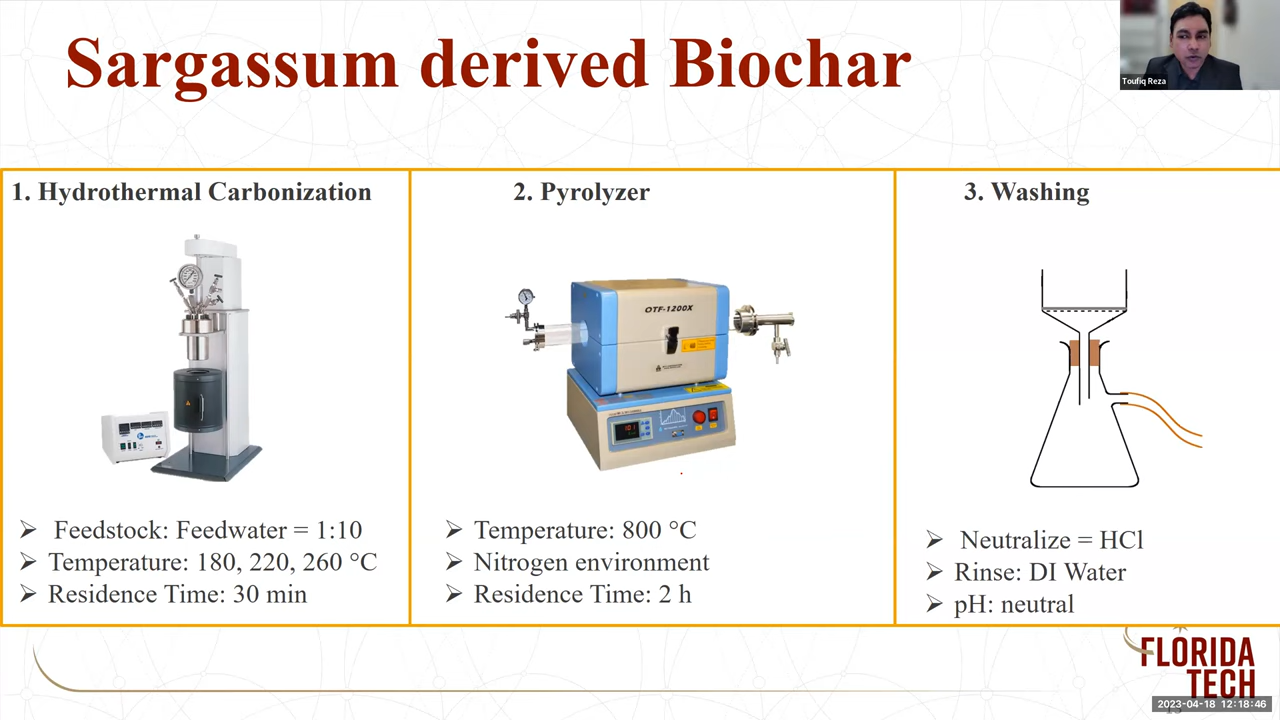 Sargassum derived Biochar
Toufiq Reza
1. Hydrothermal Carbonization
2. Pyrolyzer
3. Washing
OTF-1200X
➢ Feedstock: Feedwater = 1:10
➢ Temperature: 180, 220, 260 °C
➢ Residence Time: 30 min
➢ Temperature: 800 °C
➢ Nitrogen environment
➢ Residence Time: 2 h
➢ Neutralize = HCl
➢ Rinse: DI Water
➢ pH: neutral
FLORIDA
TECH
2023-04-18 12:18:46